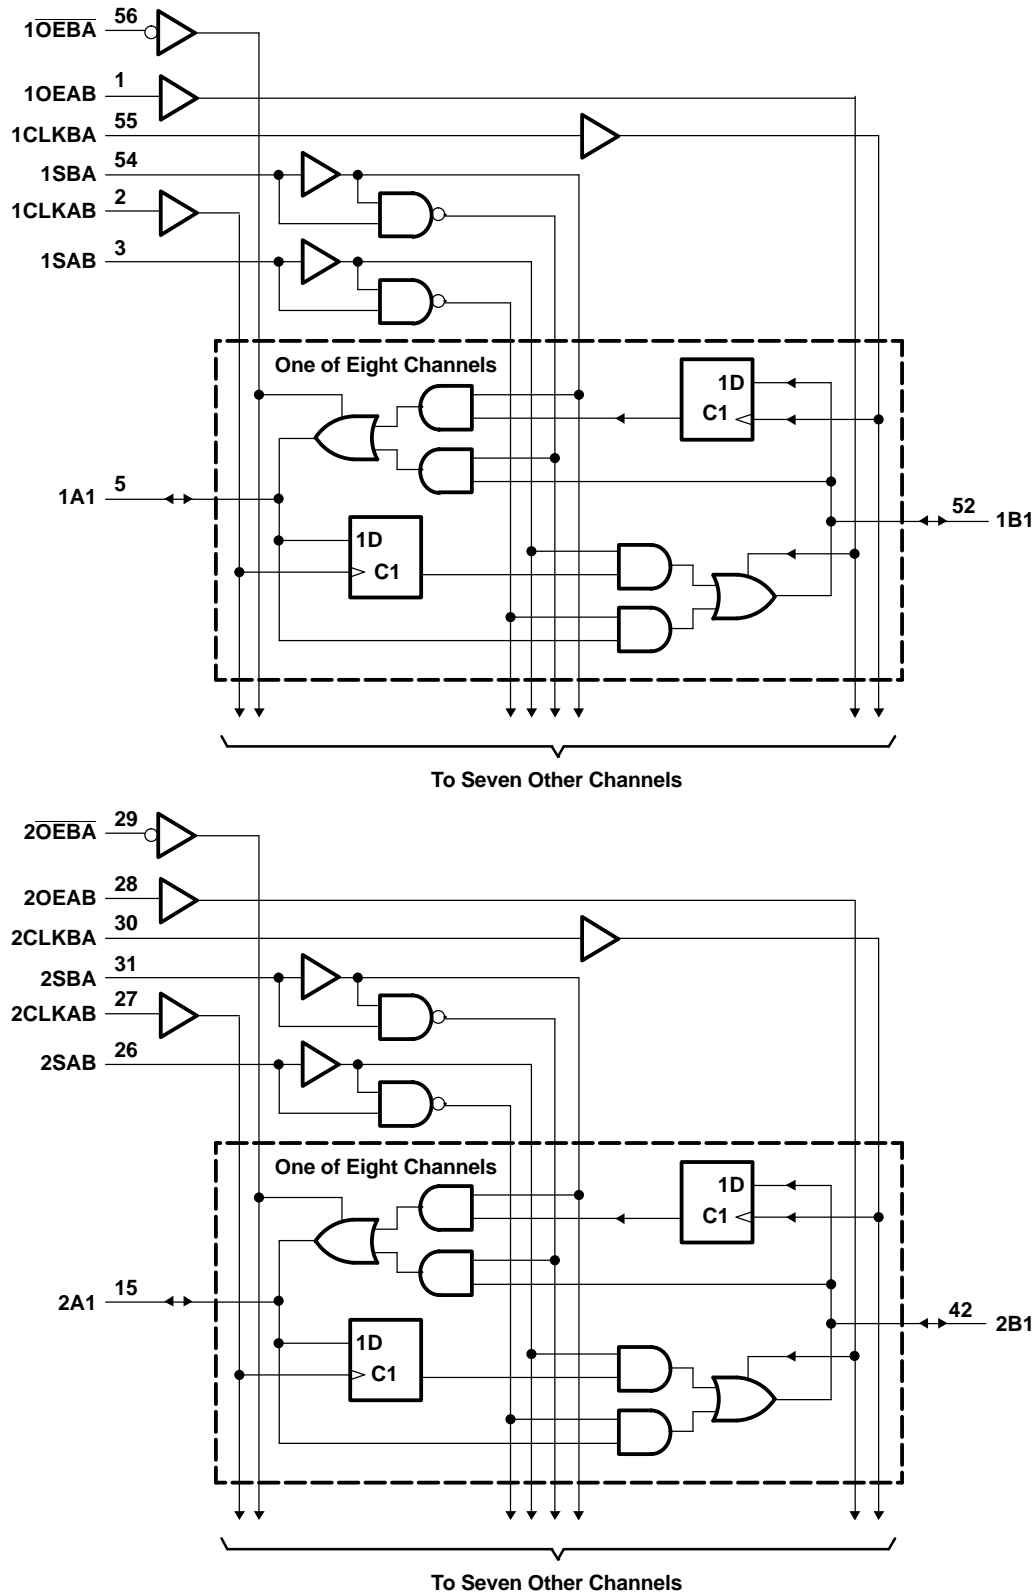 1OEBA 56
1OEAB 1
1CLKBA 55
1SBA 54
1CLKAB 2
1SAB 3
One of Eight Channels
1D
C1
1A1 5
52 1B1
1D
C1
To Seven Other Channels
2OEBA 29
2OEAB 28
2CLKBA 30
2SBA 31
2CLKAB 27
2SAB 26
One of Eight Channels
1D
C1
2A1 15
42 2B1
1D
C1
To Seven Other Channels